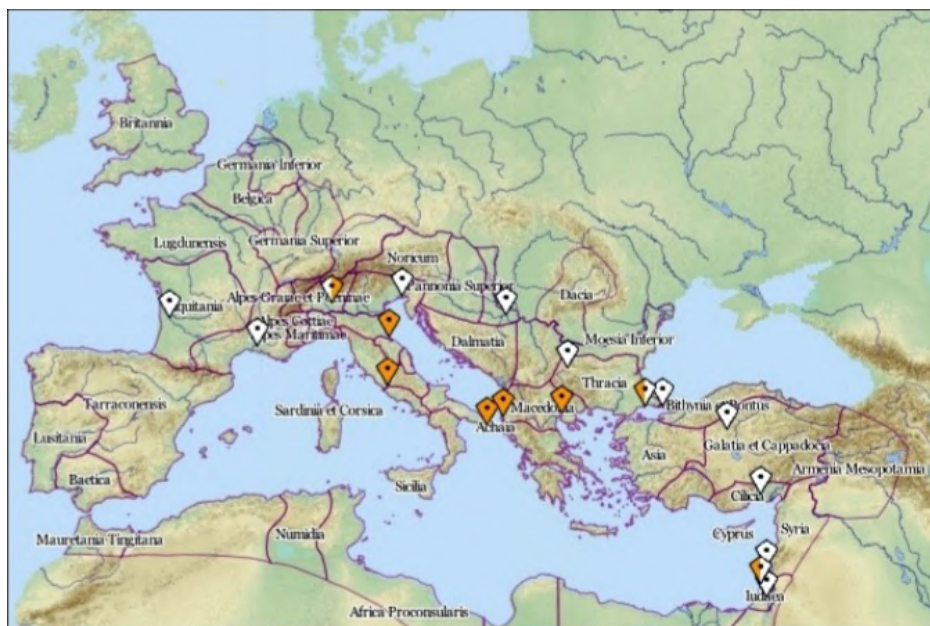 Britannia
Germania Inferior
Belgica
Lugdunensis
Germania Superior
Noricum
Aquitania
Alpes Graiae et Poeninae
Pannonia Superior
Dacia
Alpes Cottiae
Alpes Maritimae
Dalmatia
Moesia Inferior
Thracia
Tarraconensis
Sardinia et Corsica
Macedonia
Bithynia et Pontus
Lusitania
Achaia
Asia
Galatia et Cappadocia
Baetica
Sicilia
Armenia Mesopotamia
Cilicia
Mauretania Tingitana
Numidia
Cyprus
Syria
Iudaea
Africa Proconsularis